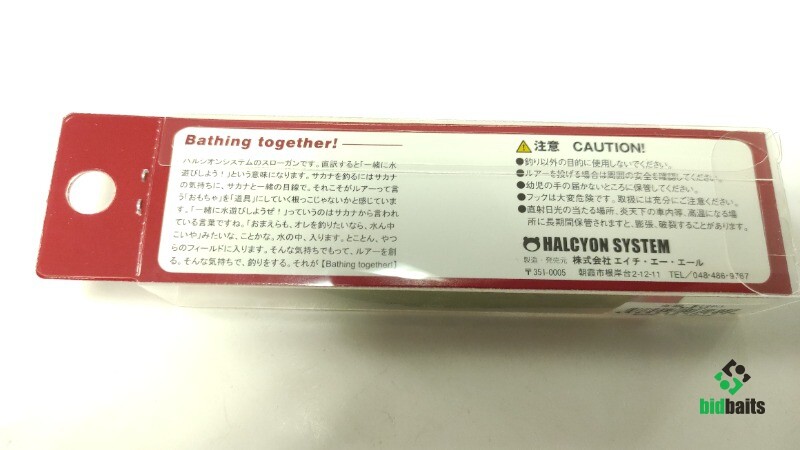 Bathing together!
ハルシオンシステムのスローガンです。直訳すると「一緒に水
遊びしよう！」という意味になります。サカナを釣るにはサカナ
の気持ちに、サカナと一緒の目線で。それこそがルアーって言
う「おもちゃ」を「道具」にしていく根っこじゃないかと感じていま
す。「一緒に水遊びしようぜ！」っていうのはサカナから言われ
ている言葉ですね。「おまえらも、オレを釣りたいなら、水ん中
こいや」みたいな、ことかな。水の中、入ります。とことん、やつ
らのフィールドに入ります。そんな気持ちでもって、ルアーを創
る。そんな気持ちで、釣りをする。それが【Bathing together!】
注意 CAUTION!
●釣り以外の目的に使用しないでください。
●ルアーを投げる場合は周囲の安全を確認してください。
●幼児の手の届かないところに保管してください。
●フックは大変危険です。取扱には充分にご注意ください。
●直射日光の当たる場所、炎天下の車内等、高温になる場
所に長期間保管されますと、膨張、破裂することがあります。
HALCYON SYSTEM
製造・発売元 株式会社エイチ・エー・エール
〒351-0005 朝霞市根岸台2-12-11 TEL／048-486-9767
bidbaits